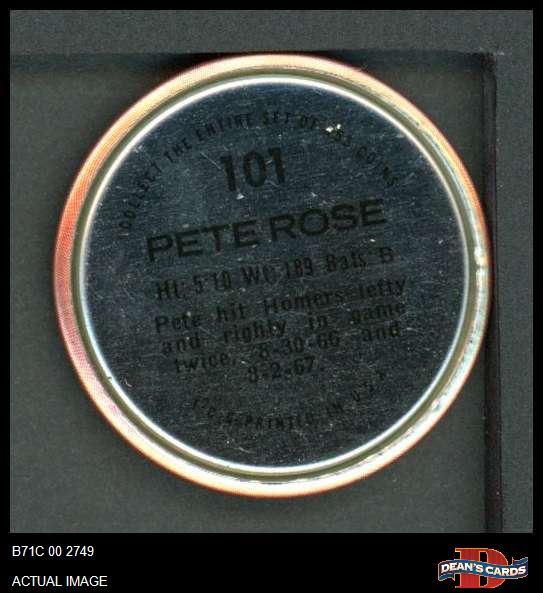 COLLECT THE ENTIRE SET OF 153 COINS
101
PETE ROSE
Ht: 5'10 Wt: 189 Bats B
Pete hit Homers lefty
and righty in game
twice, 8-30-66 and
8-2-67.
T.C.G. PRINTED IN U.S.A.
B71C 00 2749
ACTUAL IMAGE
DEAN'S CARDS